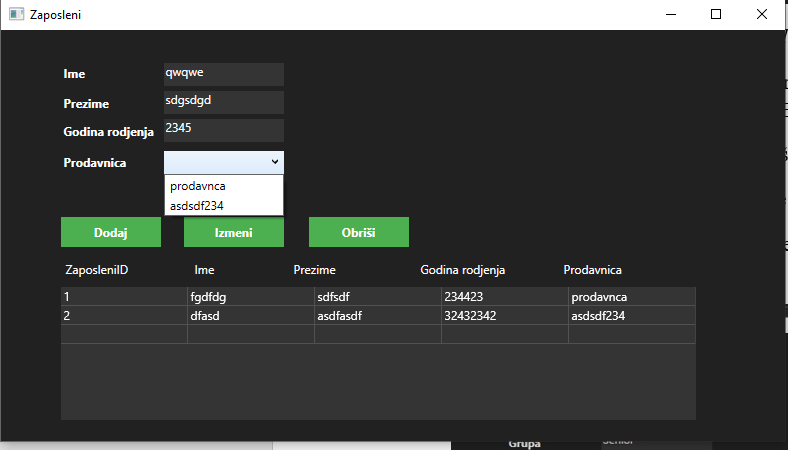 Zaposleni
Ime qwqwe
Prezime sdgsdgd
Godina rodjenja 2345
Prodavnica
prodavnca
asdsdf234
Dodaj Izmeni Obriši
ZaposleniID Ime Prezime Godina rodjenja Prodavnica
1 fgdfdg sdfsdf 234423 prodavnca
2 dfasd asdfasdf 32432342 asdsdf234
Grupa Senior